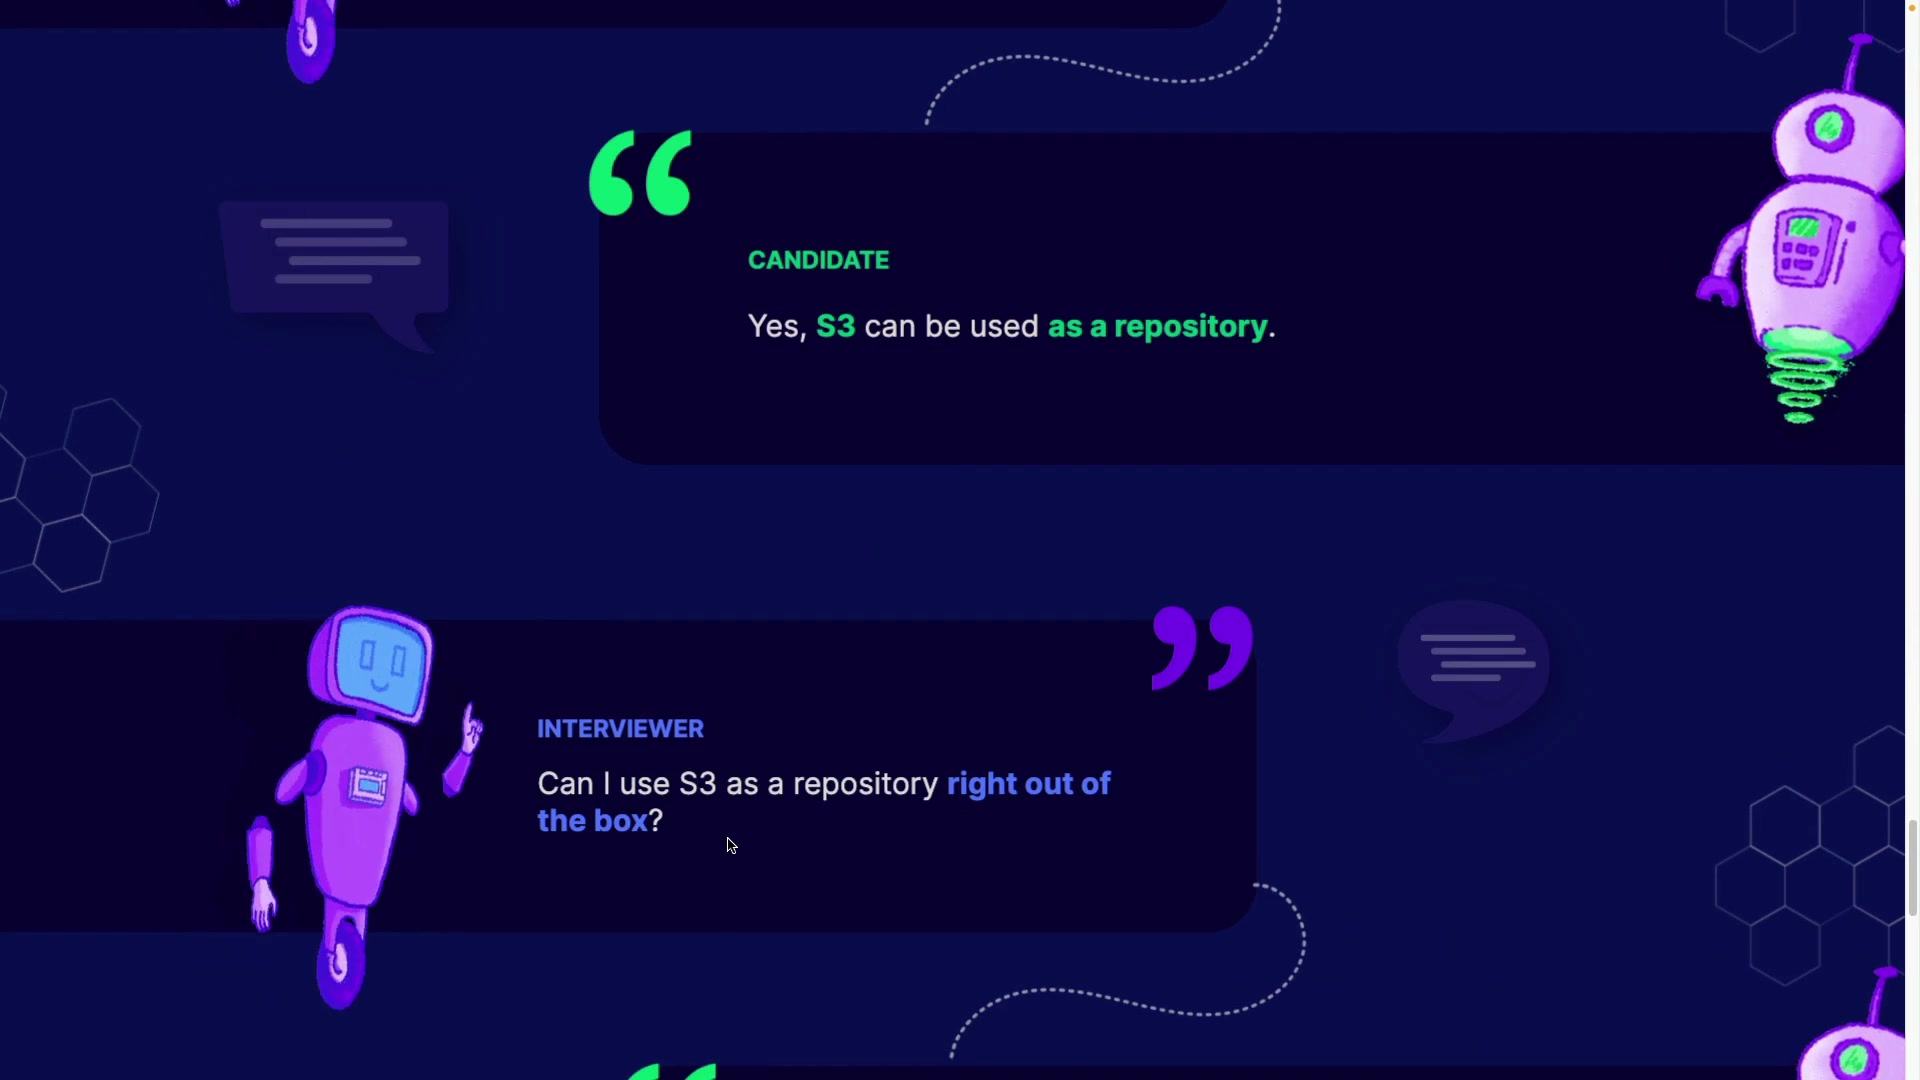 CANDIDATE
Yes, S3 can be used as a repository.
INTERVIEWER
Can I use S3 as a repository right out of
the box?